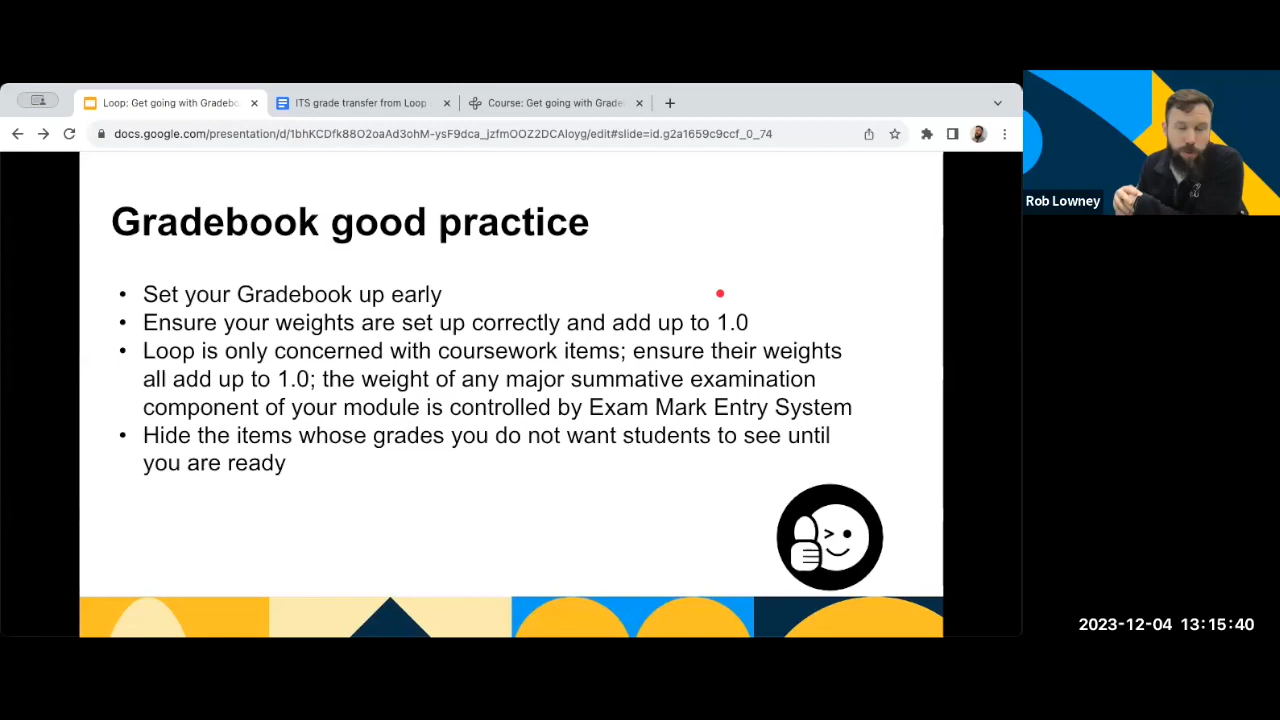 Loop: Get going with Gradebo
ITS grade transfer from Loop
Course: Get going with Grade
docs.google.com/presentation/d/1bhKCDfk88O2oaAd3ohM-ysF9dca_jzfmOOZ2DCAloyg/edit#slide=id.g2a1659c9ccf_0_74
Rob Lowney
Gradebook good practice
• Set your Gradebook up early
• Ensure your weights are set up correctly and add up to 1.0
• Loop is only concerned with coursework items; ensure their weights
all add up to 1.0; the weight of any major summative examination
component of your module is controlled by Exam Mark Entry System
• Hide the items whose grades you do not want students to see until
you are ready
2023-12-04 13:15:40